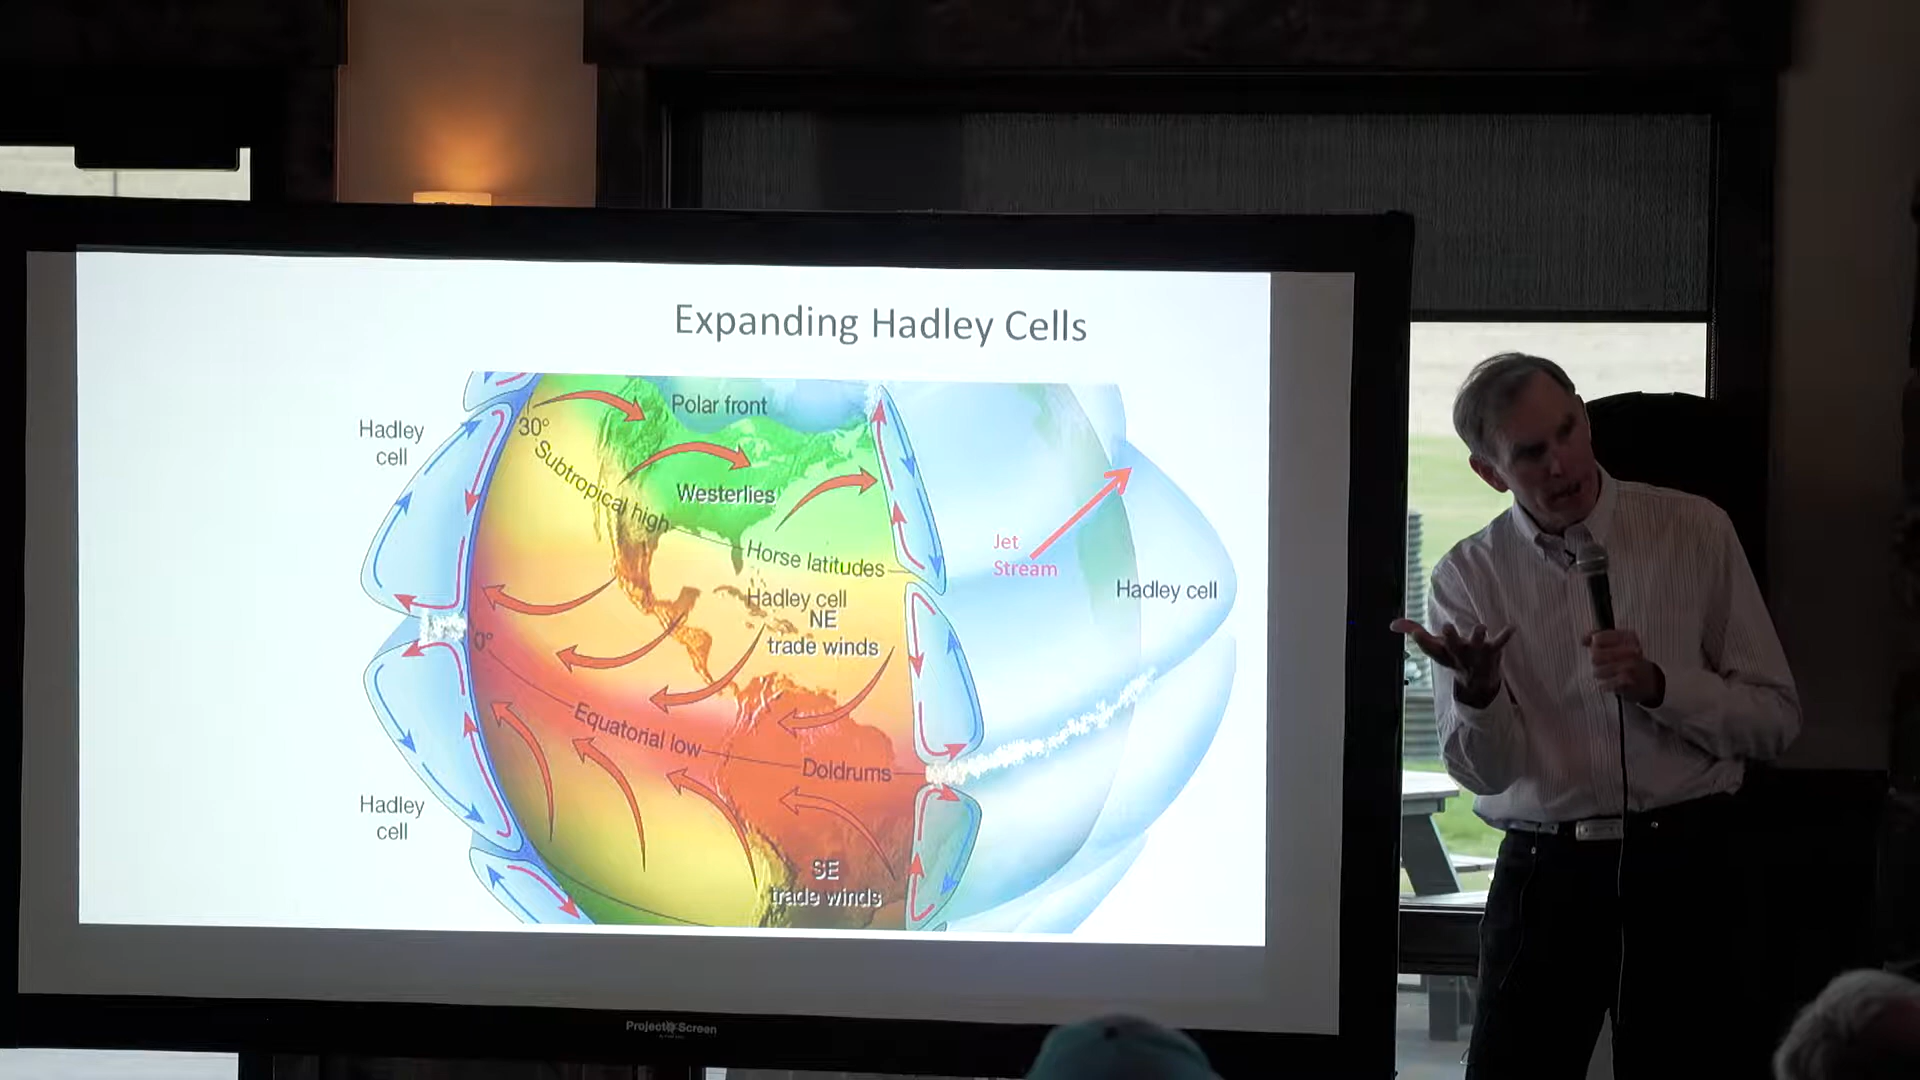 Expanding Hadley Cells
Polar front
Hadley
cell
30°
Subtropical high
Westerlies
Jet
Stream
Horse latitudes
Hadley cell
Hadley cell
NE
trade winds
0°
Equatorial low
Doldrums
Hadley
cell
SE
trade winds
Project Screen